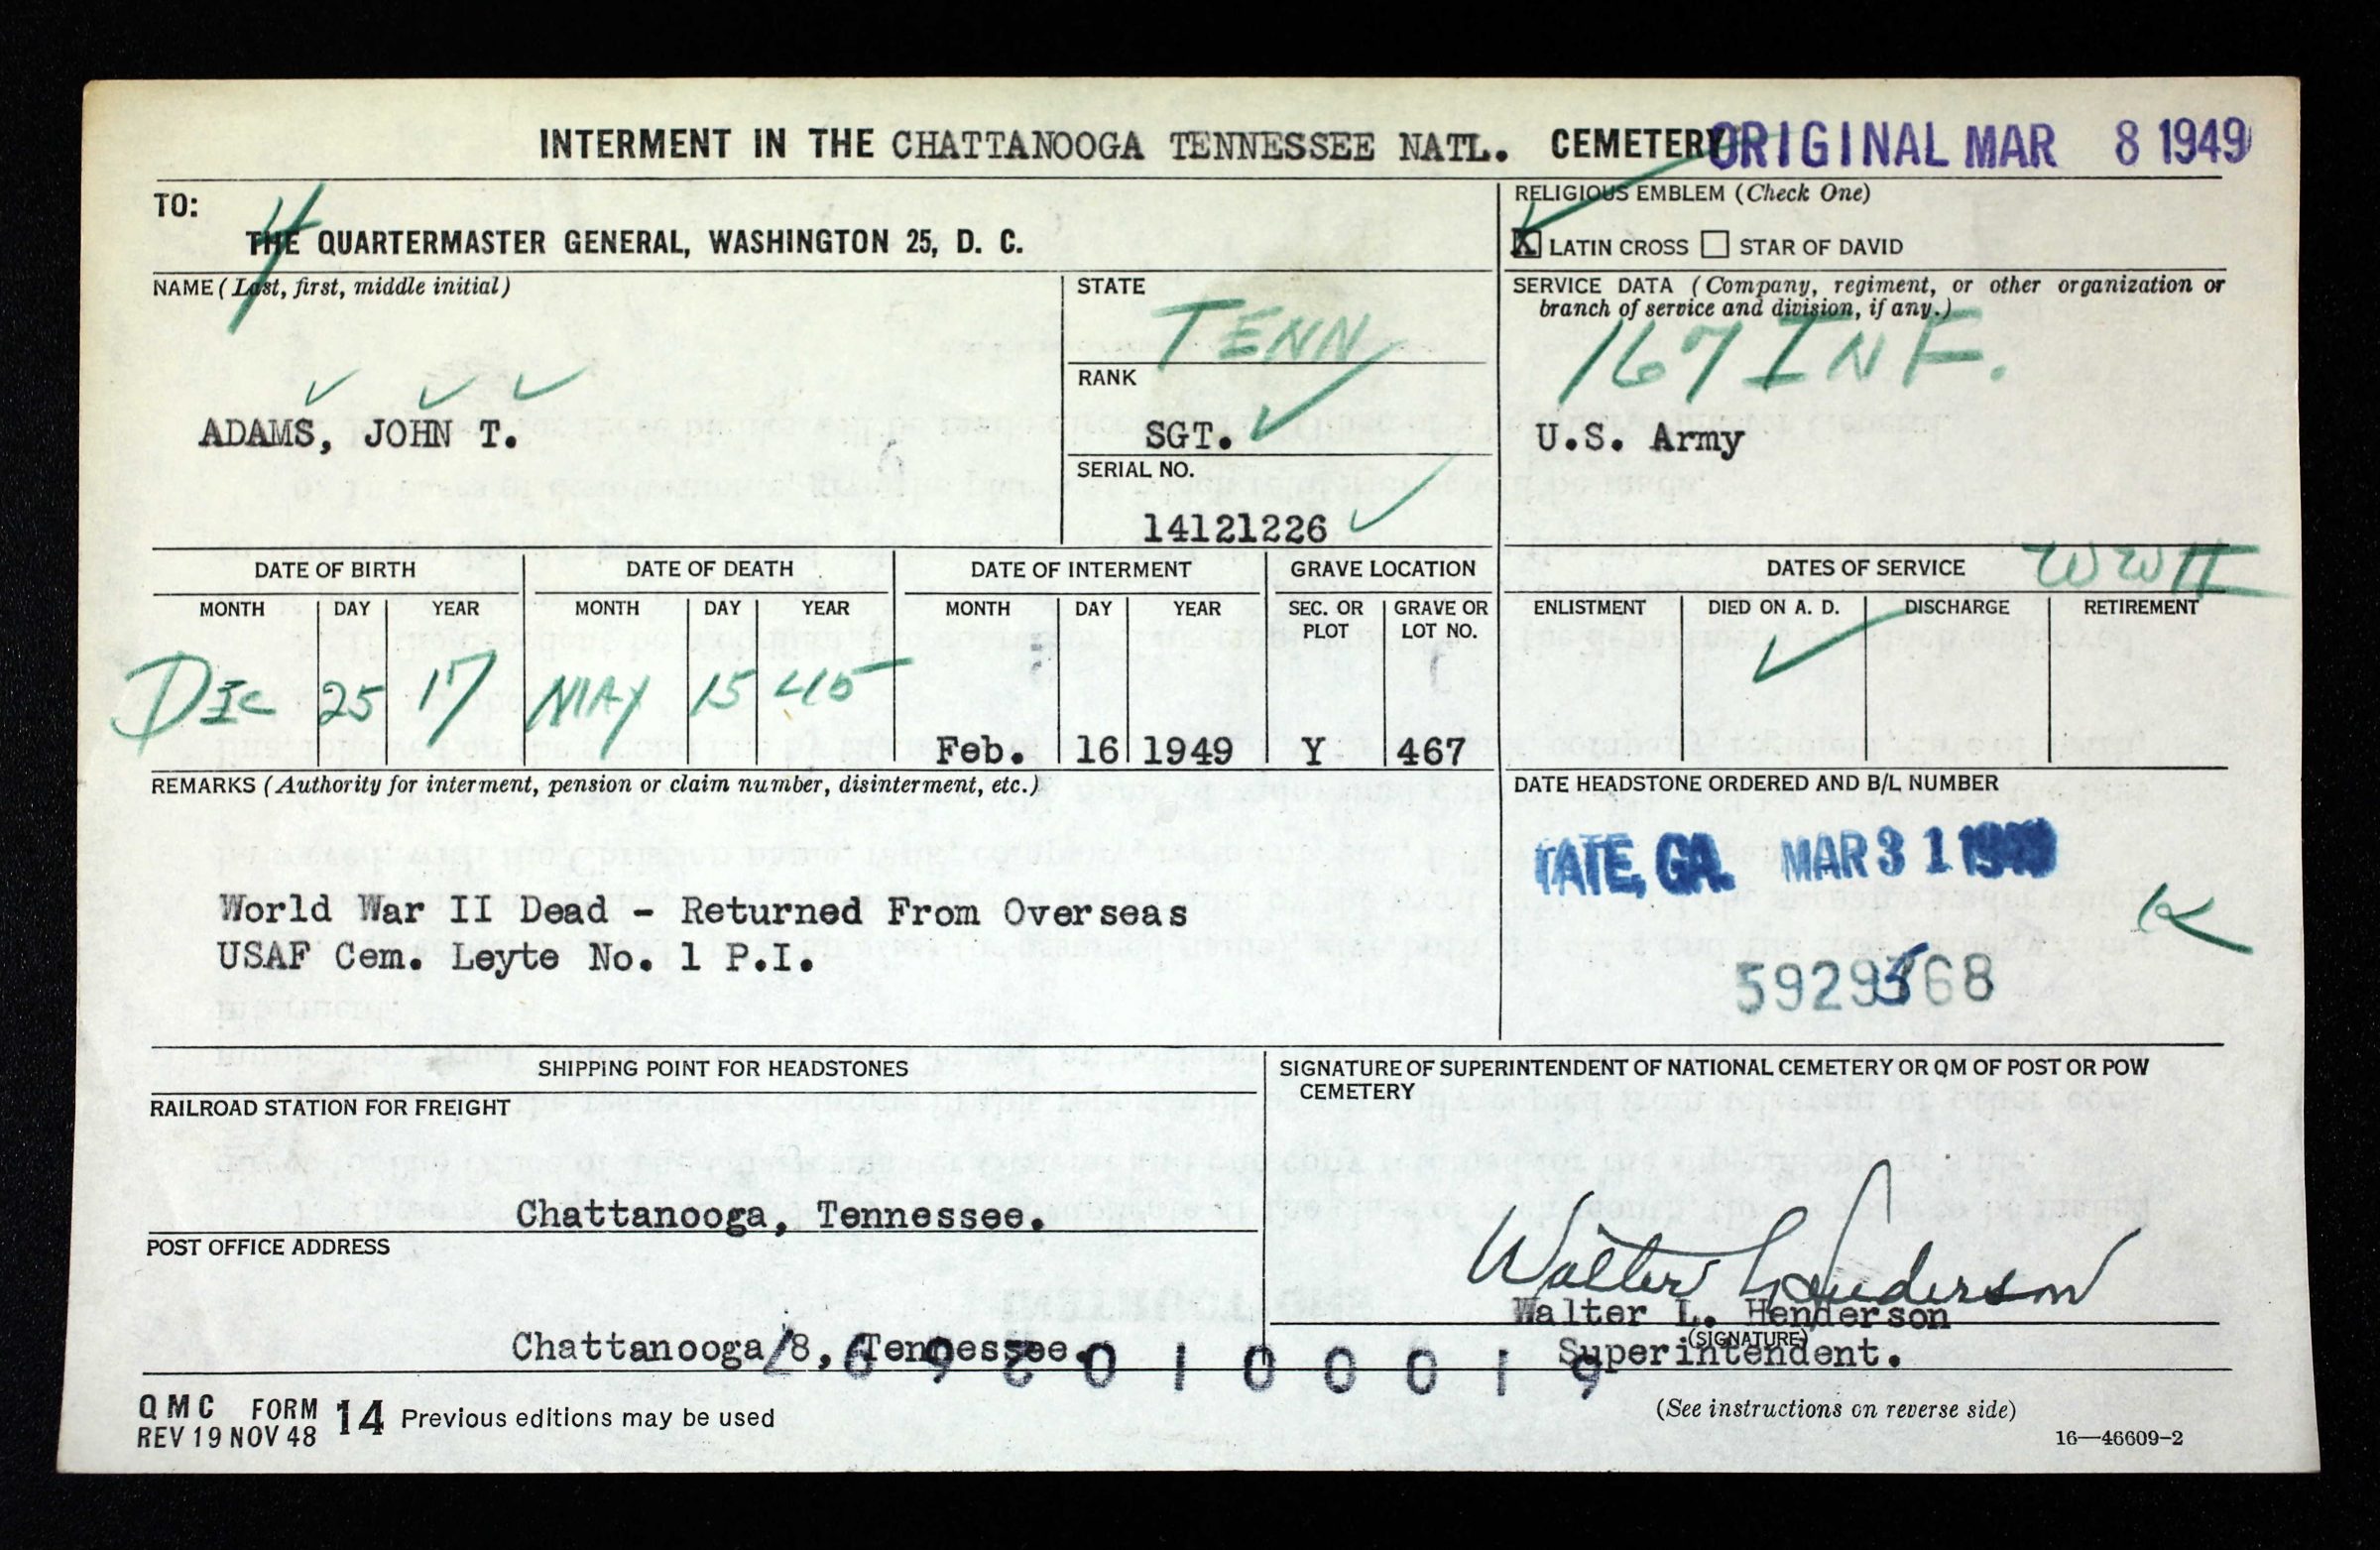 INTERMENT IN THE CHATTANOOGA TENNESSEE NATL. CEMETERY ORIGINAL MAR 8 1949
TO:
THE QUARTERMASTER GENERAL, WASHINGTON 25, D. C.
RELIGIOUS EMBLEM (Check One)
X LATIN CROSS STAR OF DAVID
NAME (Last, first, middle initial)
ADAMS, JOHN T.
STATE
TENN
RANK
SGT.
SERIAL NO.
14121226
SERVICE DATA (Company, regiment, or other organization or
branch of service and division, if any.)
167 INF.
U.S. Army
DATE OF BIRTH DATE OF DEATH DATE OF INTERMENT GRAVE LOCATION
MONTH DAY YEAR MONTH DAY YEAR MONTH DAY YEAR SEC. OR PLOT GRAVE OR LOT NO.
DEC 25 17 MAY 15 45 Feb. 16 1949 Y 467
DATES OF SERVICE WWII
ENLISTMENT DIED ON A. D. DISCHARGE RETIREMENT
REMARKS (Authority for interment, pension or claim number, disinterment, etc.)
World War II Dead - Returned From Overseas
USAF Cem. Leyte No. 1 P.I.
DATE HEADSTONE ORDERED AND B/L NUMBER
TATE, GA. MAR 31 1949
K
SHIPPING POINT FOR HEADSTONES
RAILROAD STATION FOR FREIGHT
Chattanooga, Tennessee.
POST OFFICE ADDRESS
Chattanooga 8, Tennessee.
SIGNATURE OF SUPERINTENDENT OF NATIONAL CEMETERY OR QM OF POST OR POW
CEMETERY
Walter L. Henderson
Walter L. Henderson
(SIGNATURE)
Superintendent.
QMC FORM 14 Previous editions may be used
REV 19 NOV 48
(See instructions on reverse side)
16—46609-2